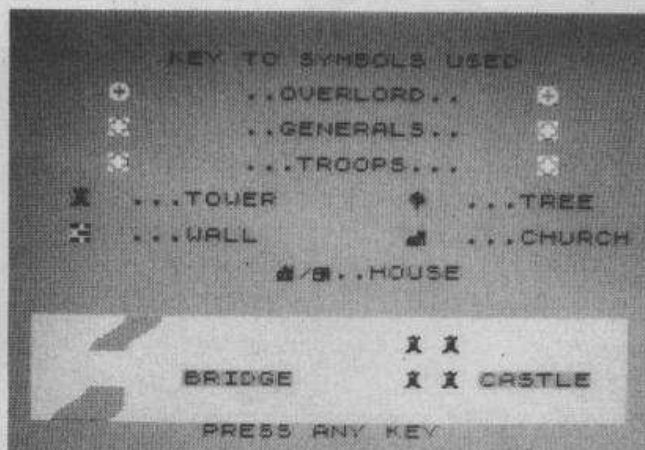 KEY TO SYMBOLS USED
..OVERLORD..
..GENERALS..
...TROOPS...
...TOWER ...TREE
...WALL ...CHURCH
/ ..HOUSE
BRIDGE CASTLE
PRESS ANY KEY